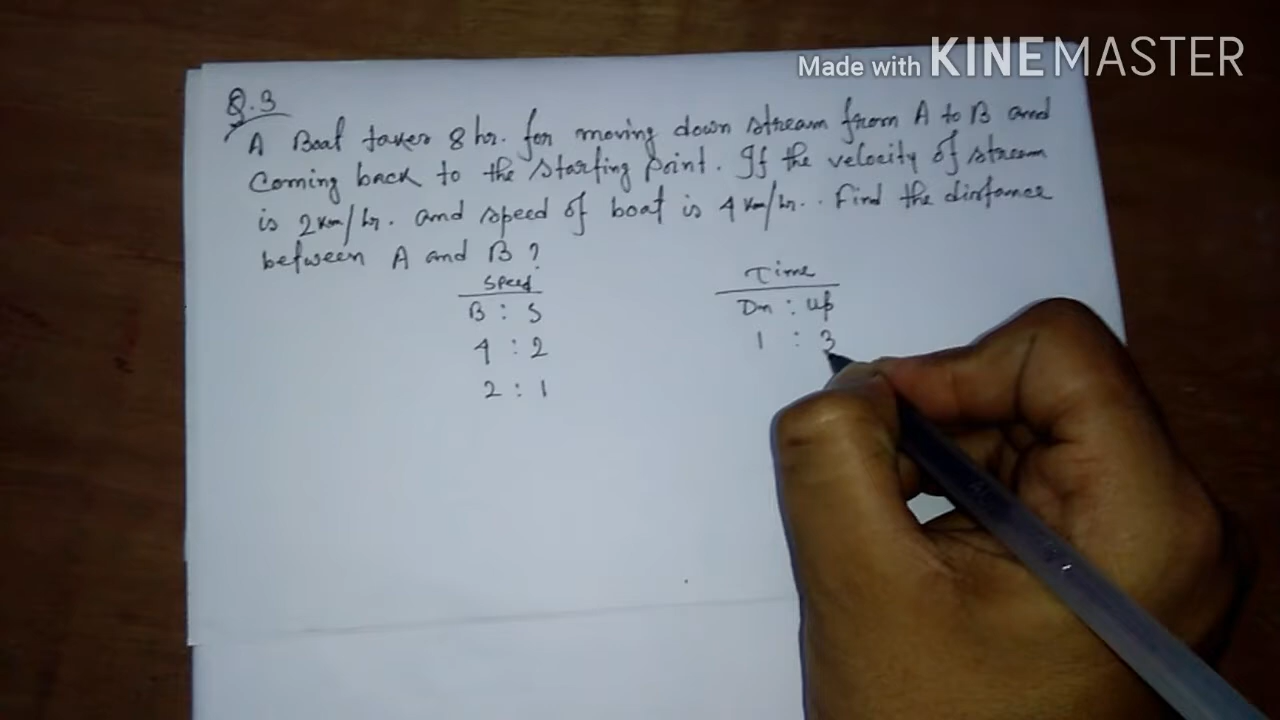 Made with KINEMASTER
Q.3
A Boat takes 8 hr. for moving down stream from A to B and
Coming back to the starting point. If the velocity of stream
is 2 km/hr. and speed of boat is 4 km/hr.. Find the distance
between A and B ?
Speed
B : S
4 : 2
2 : 1
Time
Dn : up
1 : 3